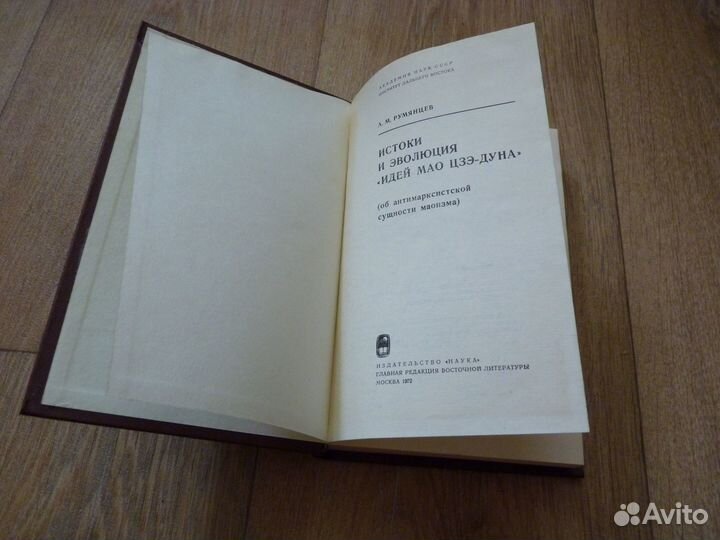 АКАДЕМИЯ НАУК СССР
ИНСТИТУТ ДАЛЬНЕГО ВОСТОКА
А. М. РУМЯНЦЕВ
ИСТОКИ
И ЭВОЛЮЦИЯ
«ИДЕЙ МАО ЦЗЭ-ДУНА»
(об антимарксистской
сущности маоизма)
ИЗДАТЕЛЬСТВО «НАУКА»
ГЛАВНАЯ РЕДАКЦИЯ ВОСТОЧНОЙ ЛИТЕРАТУРЫ
МОСКВА 1972
Avito